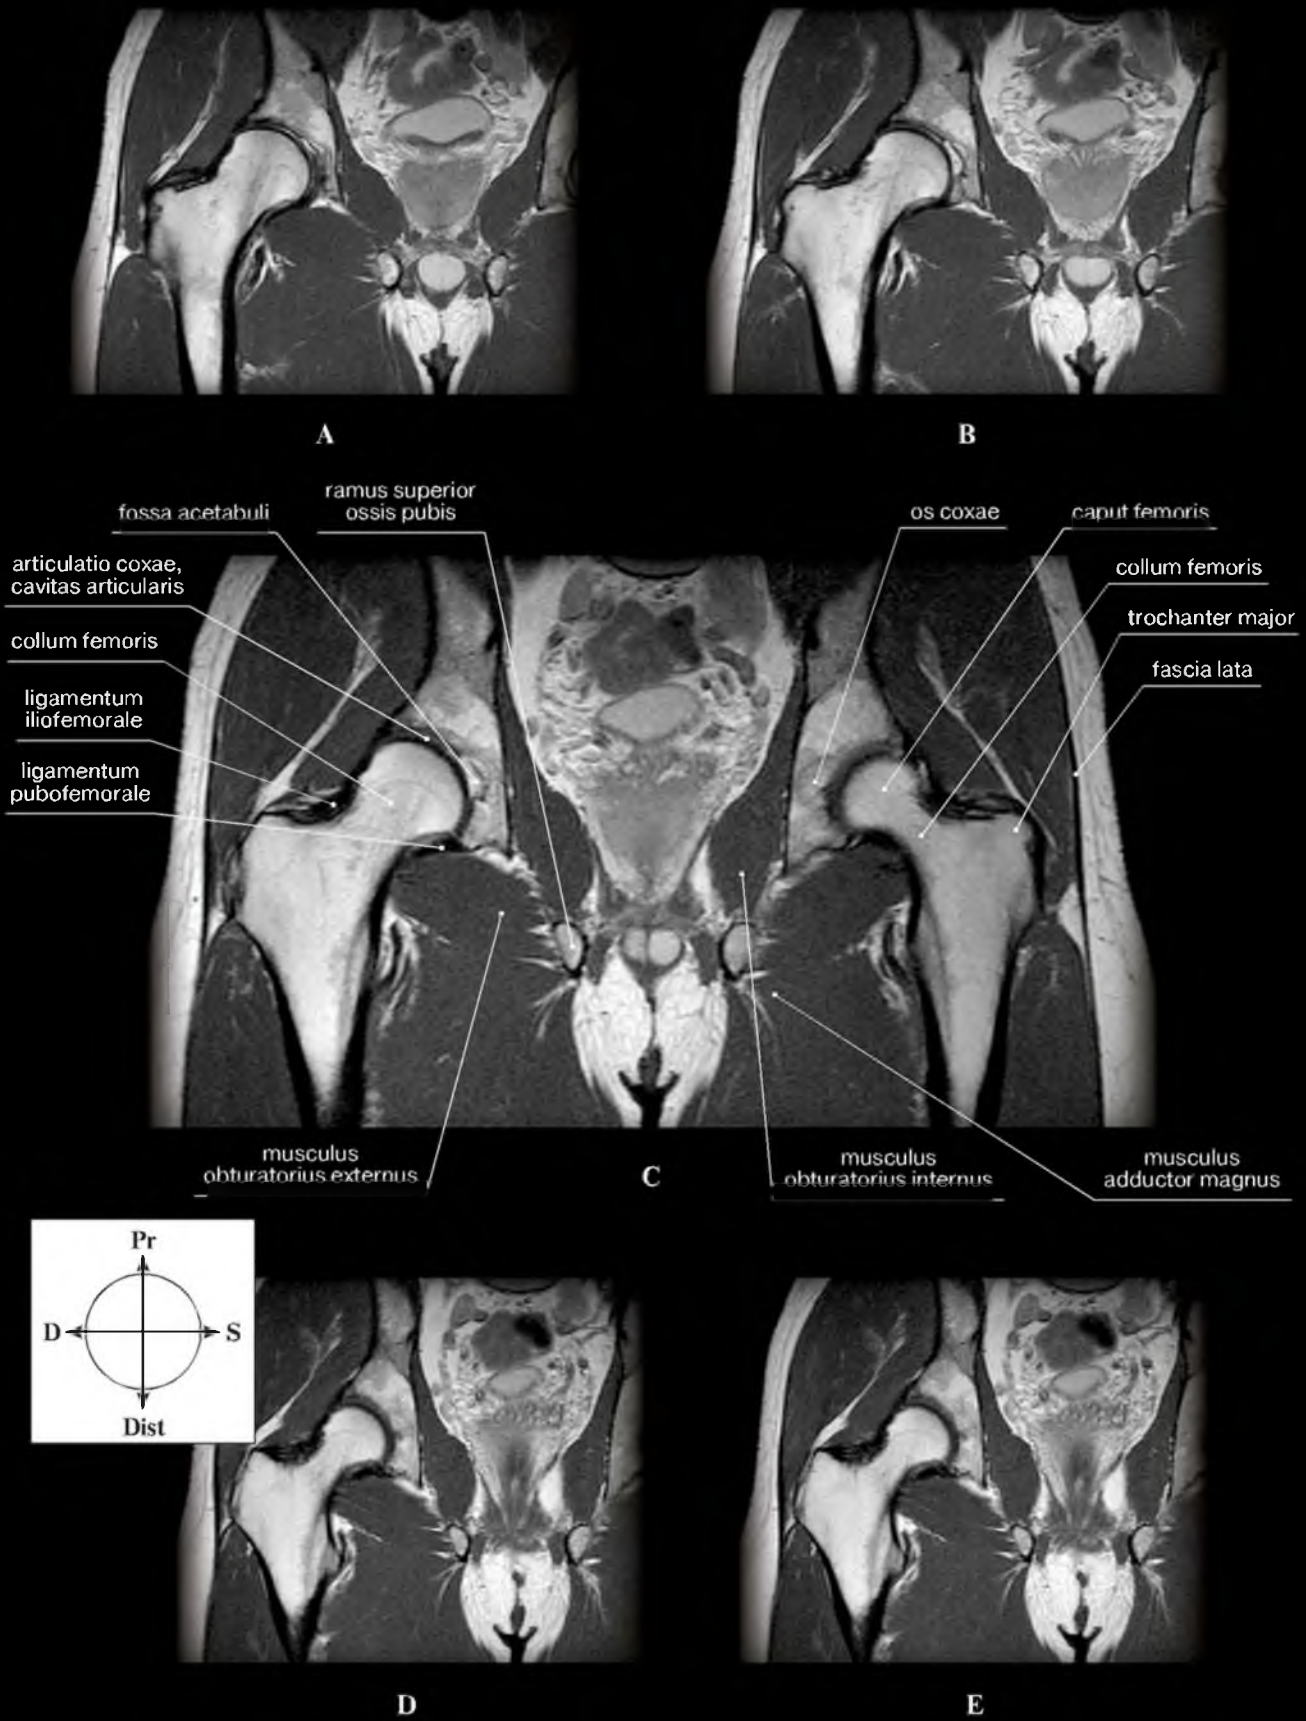 A
B
ramus superior
ossis pubis
fossa acetabuli
os coxae
caput femoris
articulatio coxae,
cavitas articularis
collum femoris
collum femoris
trochanter major
fascia lata
ligamentum
iliofemorale
ligamentum
pubofemorale
musculus
obturatorius externus
C
musculus
obturatorius internus
musculus
adductor magnus
Pr
D
S
Dist
D
E